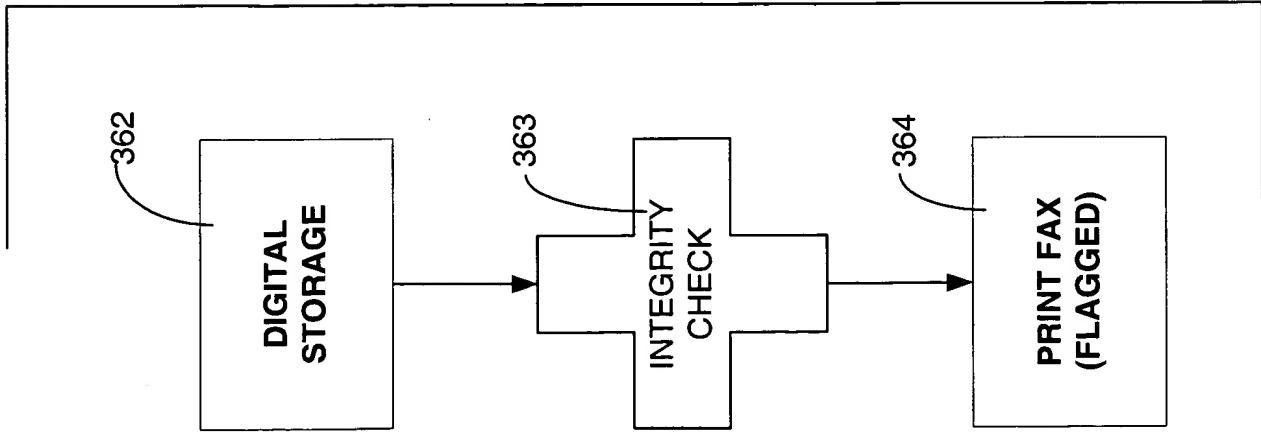 362
DIGITAL
STORAGE
363
INTEGRITY
CHECK
364
PRINT FAX
(FLAGGED)